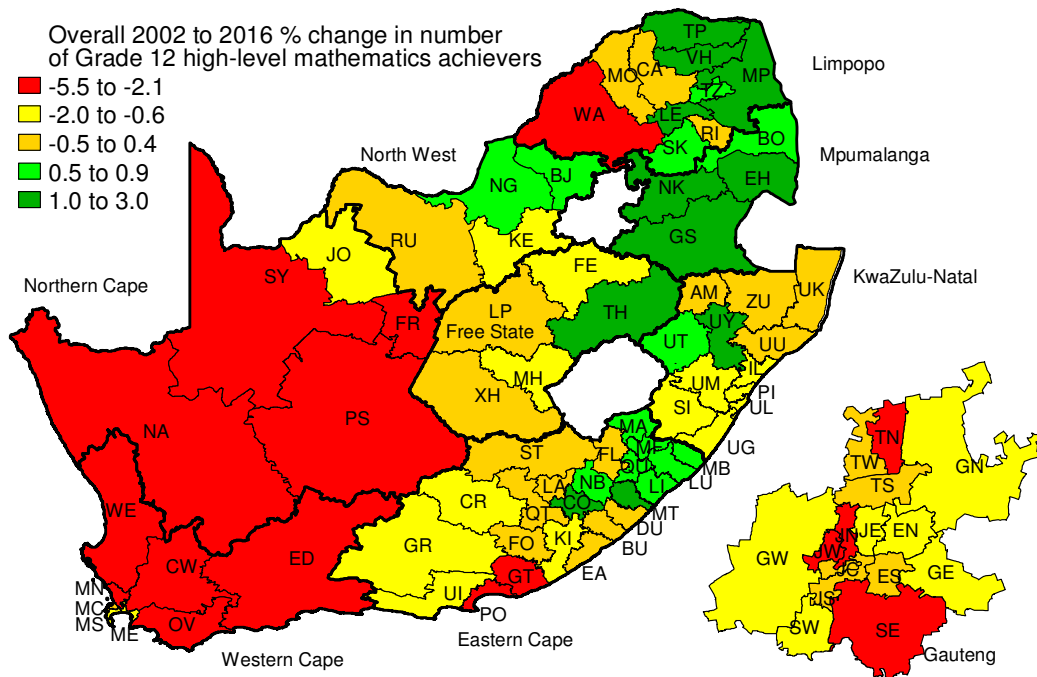 Overall 2002 to 2016 % change in number
of Grade 12 high-level mathematics achievers
-5.5 to -2.1
-2.0 to -0.6
-0.5 to 0.4
0.5 to 0.9
1.0 to 3.0
TP
VH
Limpopo
MO
CA
MP
TZ
WA
LE
RI
BO
SK
North West
Mpumalanga
BJ
NG
NK
EH
RU
KE
GS
JO
SY
FE
Northern Cape
KwaZulu-Natal
AM
ZU
UK
LP
FR
TH
UY
Free State
UT
UU
IL
MH
UM
PI
XH
SI
UL
PS
NA
MA
UG
TN
ST
FL
MF
TW
GN
QU
MB
LA
NB
LI
LU
TS
CR
CO
WE
QT
MT
JN
JE
EN
DU
GR
FO
KI
BU
GW
JW
CW
ED
JC
ES
GE
GT
EA
MN
UI
JS
MC
PO
MS
ME
OV
SW
SE
Western Cape
Eastern Cape
Gauteng